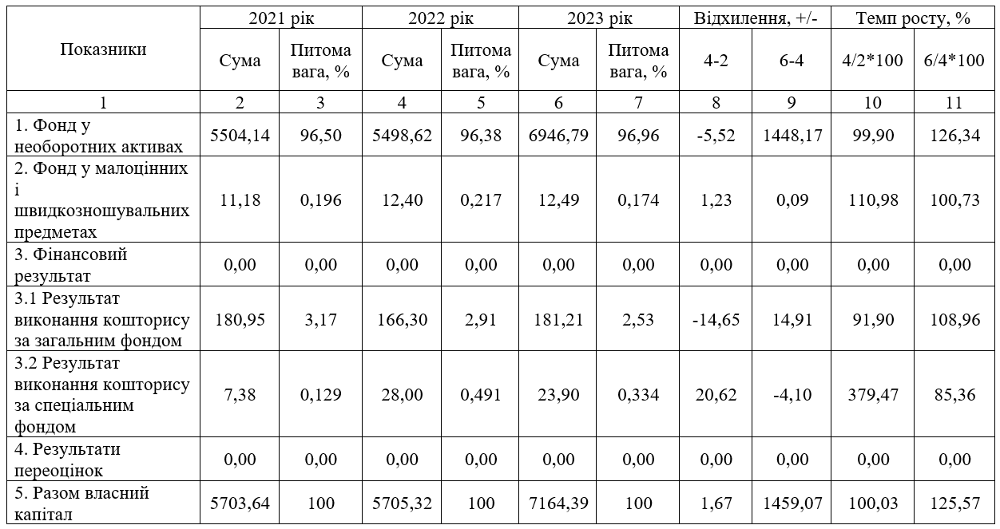 Показники 2021 рік 2022 рік 2023 рік Відхилення, +/- Темп росту, %
Сума Питома вага, % Сума Питома вага, % Сума Питома вага, % 4-2 6-4 4/2*100 6/4*100
1 2 3 4 5 6 7 8 9 10 11
1. Фонд у
необоротних активах 5504,14 96,50 5498,62 96,38 6946,79 96,96 -5,52 1448,17 99,90 126,34
2. Фонд у малоцінних
і
швидкозношувальних
предметах 11,18 0,196 12,40 0,217 12,49 0,174 1,23 0,09 110,98 100,73
3. Фінансовий
результат 0,00 0,00 0,00 0,00 0,00 0,00 0,00 0,00 0,00 0,00
3.1 Результат
виконання кошторису
за загальним фондом 180,95 3,17 166,30 2,91 181,21 2,53 -14,65 14,91 91,90 108,96
3.2 Результат
виконання кошторису
за спеціальним
фондом 7,38 0,129 28,00 0,491 23,90 0,334 20,62 -4,10 379,47 85,36
4. Результати
переоцінок 0,00 0,00 0,00 0,00 0,00 0,00 0,00 0,00 0,00 0,00
5. Разом власний
капітал 5703,64 100 5705,32 100 7164,39 100 1,67 1459,07 100,03 125,57